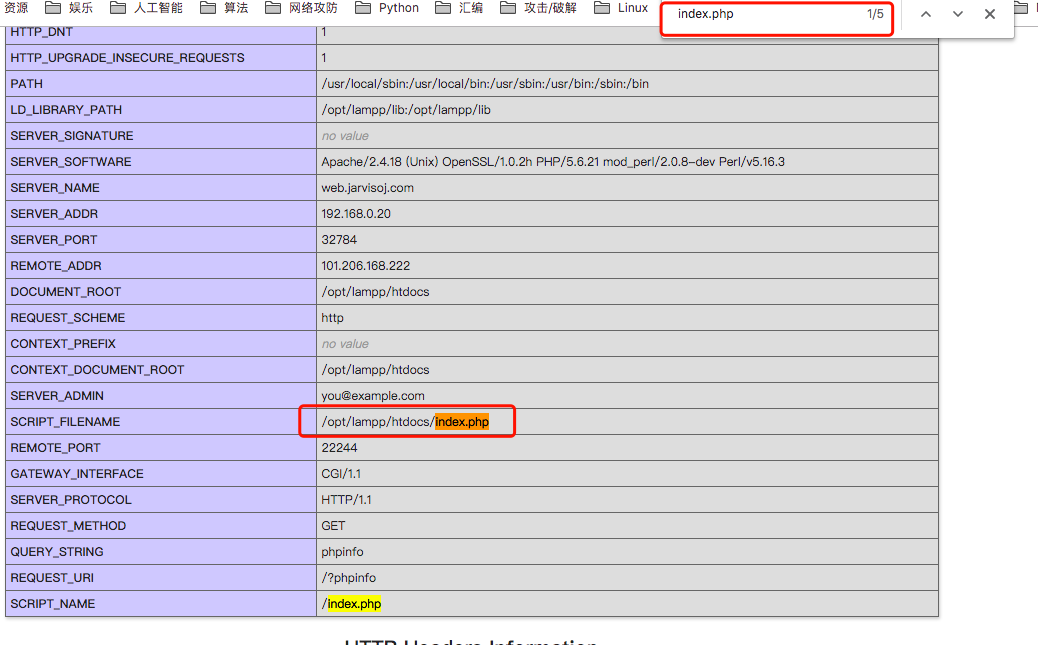 资源 娱乐 人工智能 算法 网络攻防 Python 汇编 攻击/破解 Linux
index.php 1/5
HTTP_DNT 1
HTTP_UPGRADE_INSECURE_REQUESTS 1
PATH /usr/local/sbin:/usr/local/bin:/usr/sbin:/usr/bin:/sbin:/bin
LD_LIBRARY_PATH /opt/lampp/lib:/opt/lampp/lib
SERVER_SIGNATURE no value
SERVER_SOFTWARE Apache/2.4.18 (Unix) OpenSSL/1.0.2h PHP/5.6.21 mod_perl/2.0.8-dev Perl/v5.16.3
SERVER_NAME web.jarvisoj.com
SERVER_ADDR 192.168.0.20
SERVER_PORT 32784
REMOTE_ADDR 101.206.168.222
DOCUMENT_ROOT /opt/lampp/htdocs
REQUEST_SCHEME http
CONTEXT_PREFIX no value
CONTEXT_DOCUMENT_ROOT /opt/lampp/htdocs
SERVER_ADMIN you@example.com
SCRIPT_FILENAME /opt/lampp/htdocs/index.php
REMOTE_PORT 22244
GATEWAY_INTERFACE CGI/1.1
SERVER_PROTOCOL HTTP/1.1
REQUEST_METHOD GET
QUERY_STRING phpinfo
REQUEST_URI /?phpinfo
SCRIPT_NAME /index.php
HTTP Headers Information